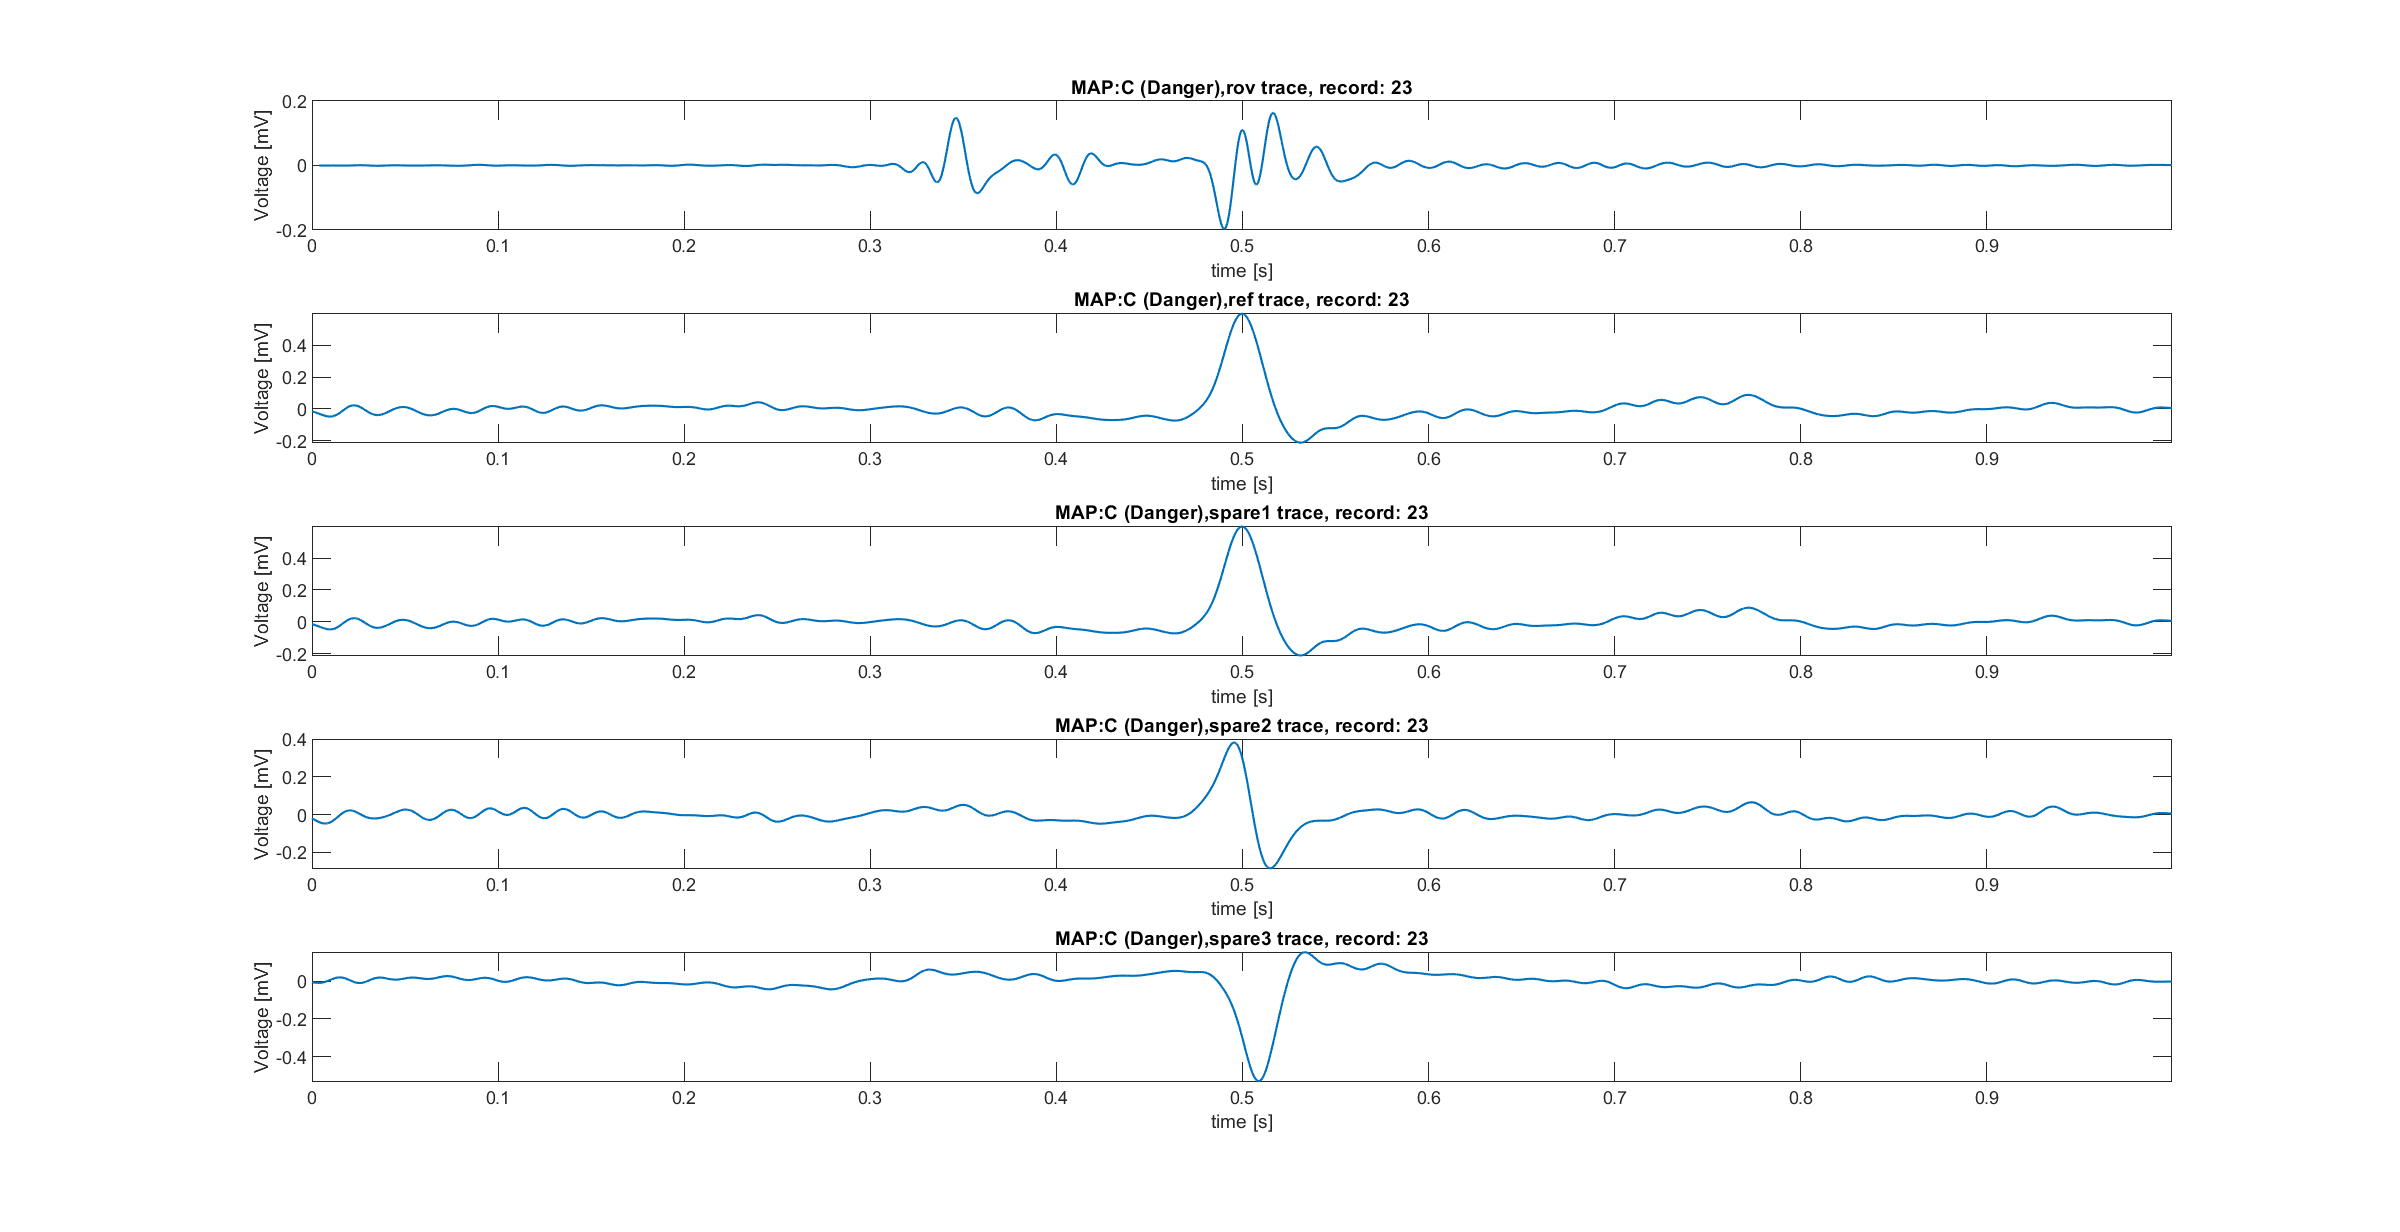 MAP:C (Danger),rov trace, record: 23
0.2
0
-0.2
Voltage [mV]
0 0.1 0.2 0.3 0.4 0.5 0.6 0.7 0.8 0.9
time [s]
MAP:C (Danger),ref trace, record: 23
0.4
0.2
0
-0.2
Voltage [mV]
0 0.1 0.2 0.3 0.4 0.5 0.6 0.7 0.8 0.9
time [s]
MAP:C (Danger),spare1 trace, record: 23
0.4
0.2
0
-0.2
Voltage [mV]
0 0.1 0.2 0.3 0.4 0.5 0.6 0.7 0.8 0.9
time [s]
MAP:C (Danger),spare2 trace, record: 23
0.4
0.2
0
-0.2
Voltage [mV]
0 0.1 0.2 0.3 0.4 0.5 0.6 0.7 0.8 0.9
time [s]
MAP:C (Danger),spare3 trace, record: 23
0
-0.2
-0.4
Voltage [mV]
0 0.1 0.2 0.3 0.4 0.5 0.6 0.7 0.8 0.9
time [s]